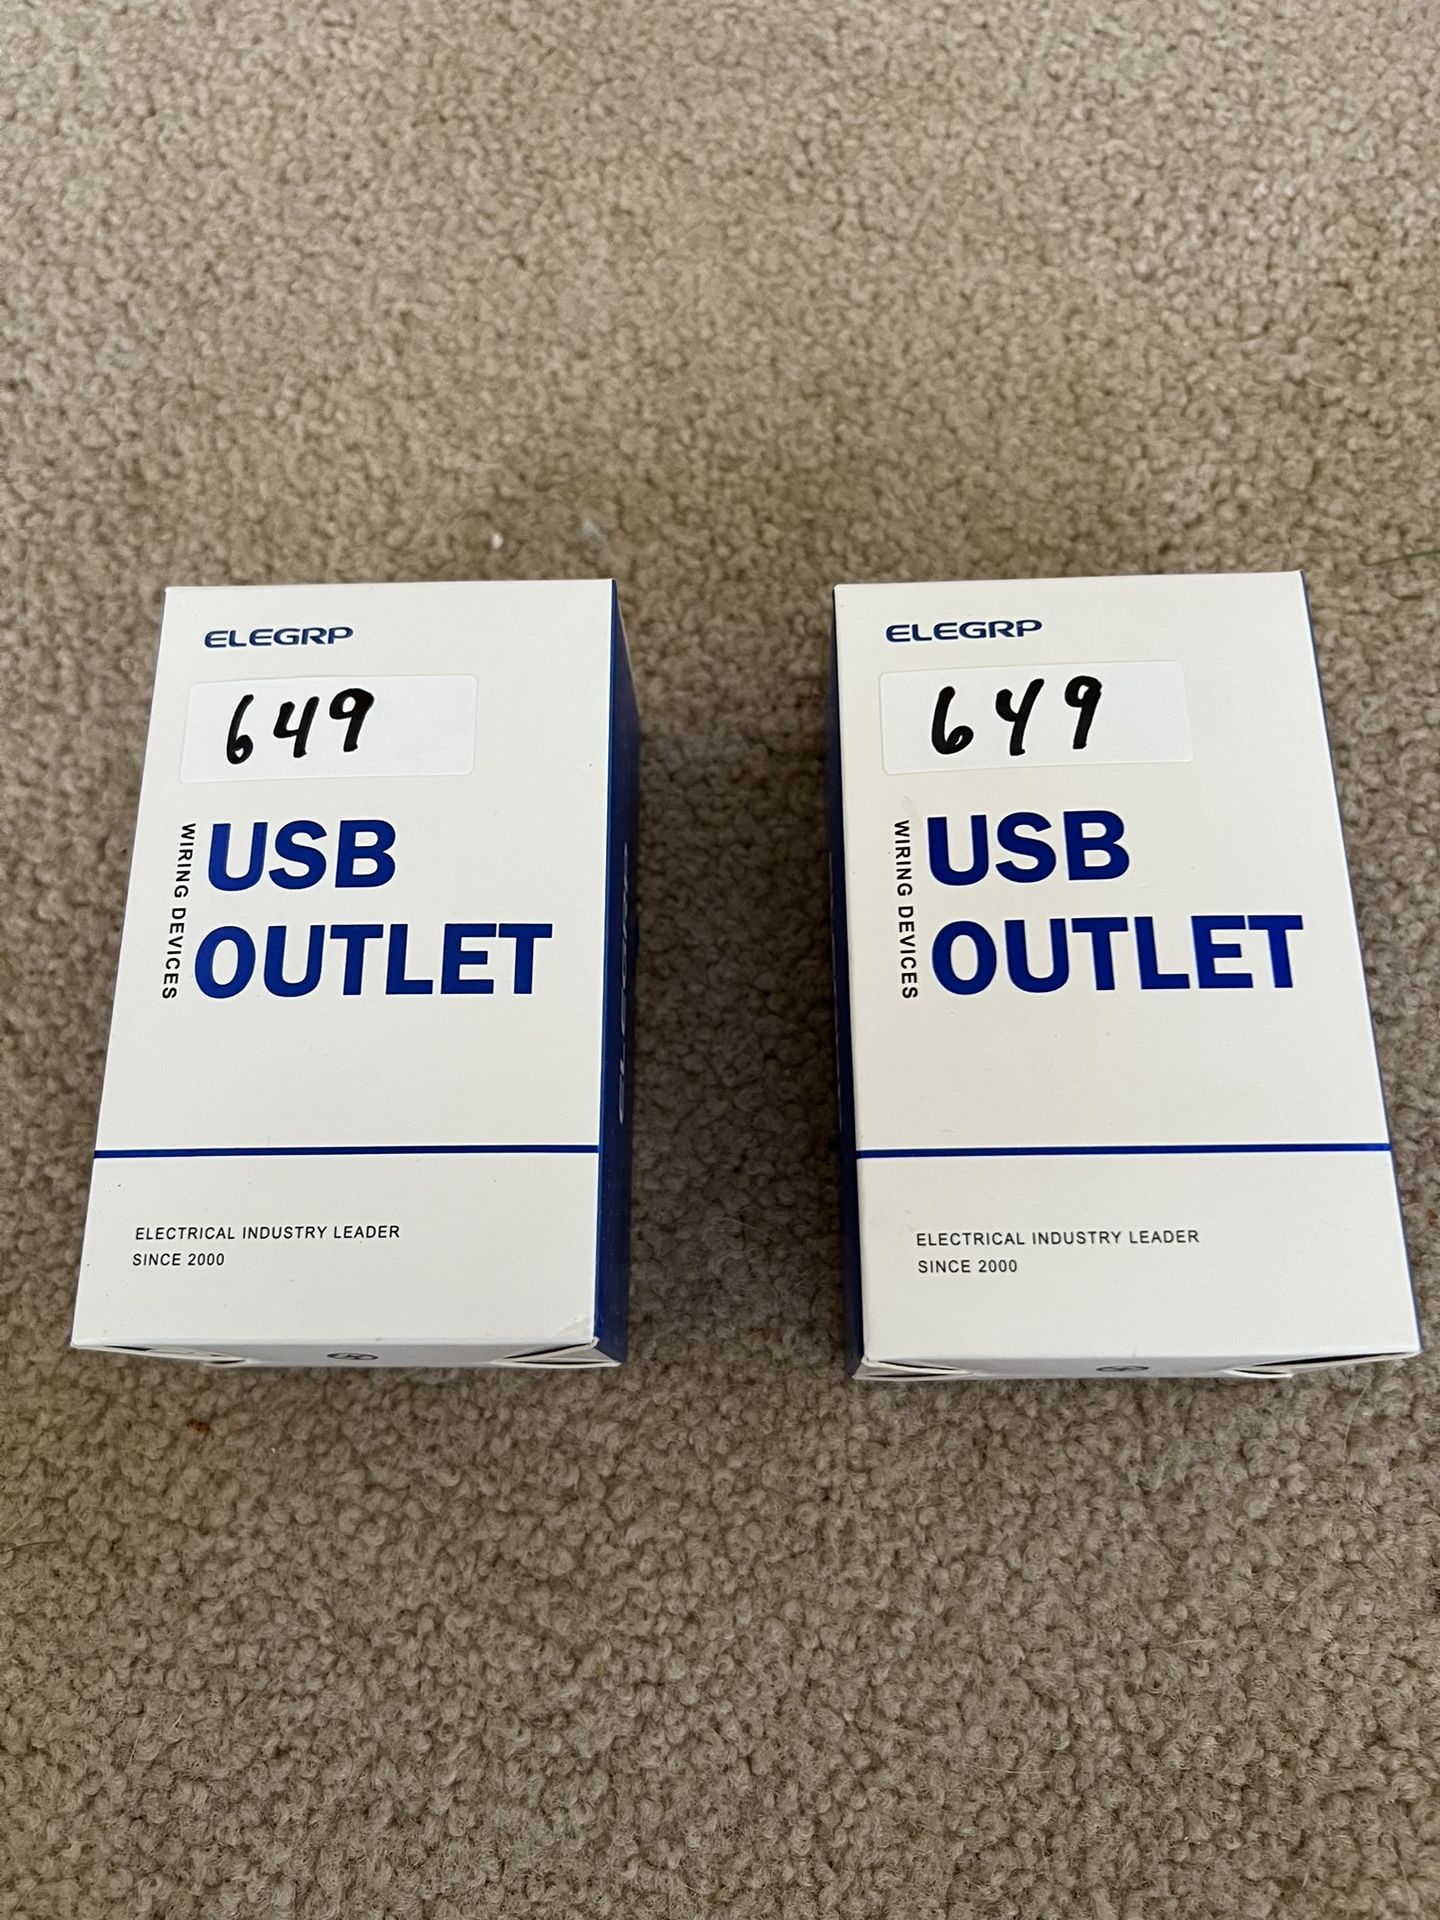 ELEGRP
649
WIRING DEVICES
USB
OUTLET
ELECTRICAL INDUSTRY LEADER
SINCE 2000
ELEGRP
ELEGRP
649
WIRING DEVICES
USB
OUTLET
ELECTRICAL INDUSTRY LEADER
SINCE 2000